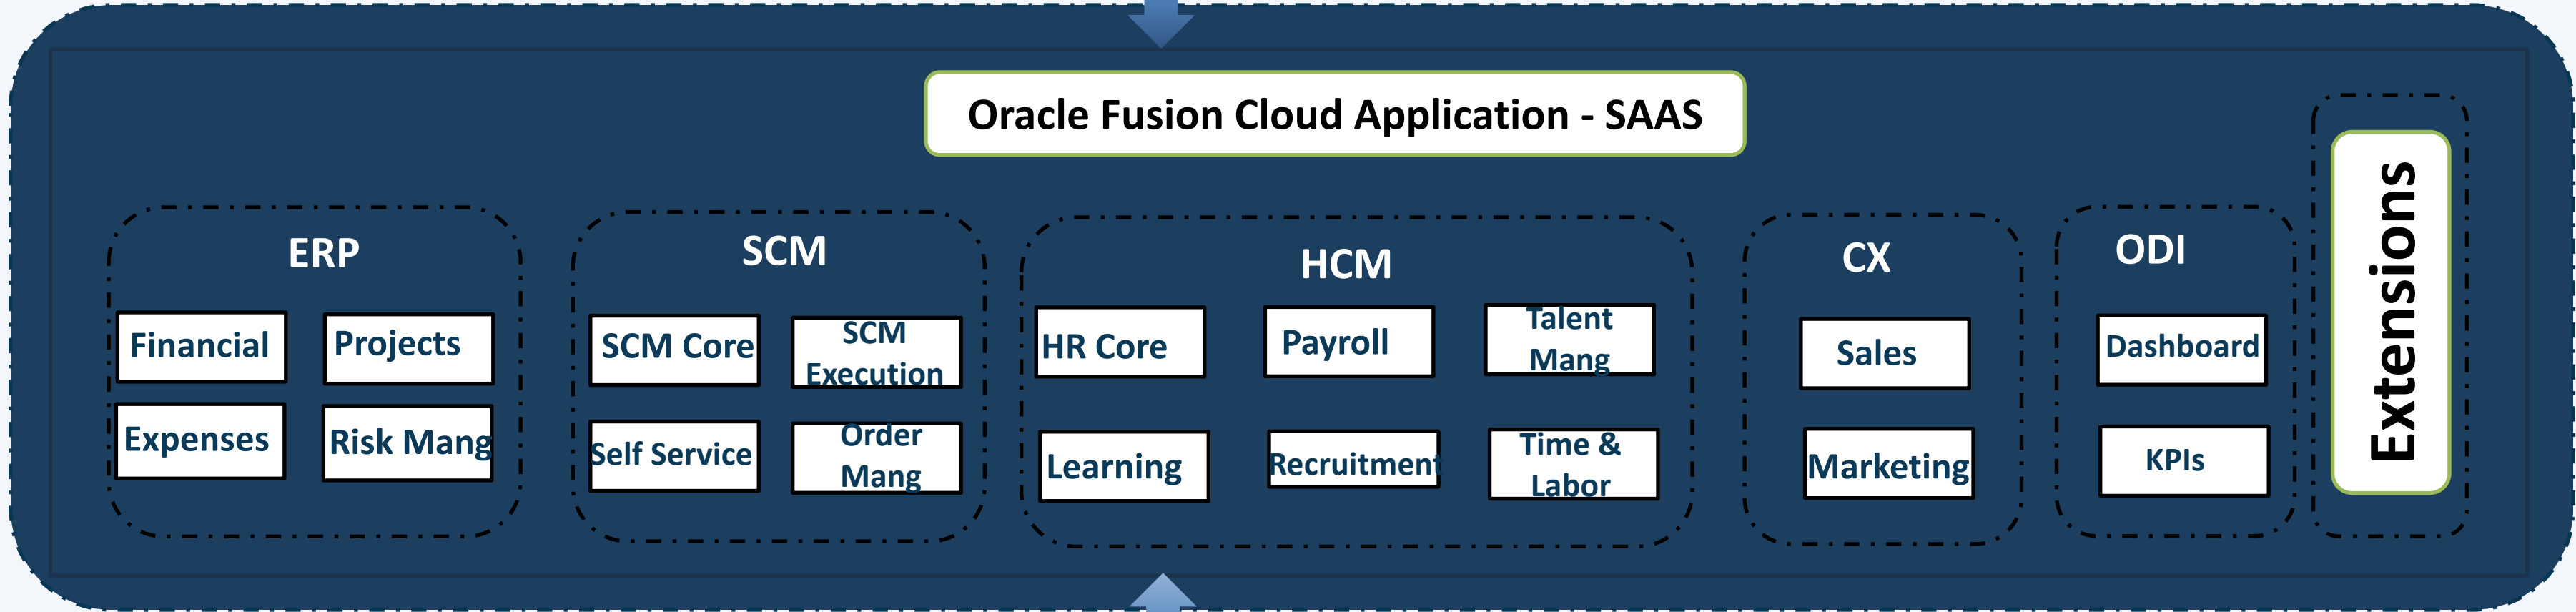 Oracle Fusion Cloud Application - SAAS
ERP
Financial
Projects
Expenses
Risk Mang
SCM
SCM Core
SCM
Execution
Self Service
Order
Mang
HCM
HR Core
Payroll
Talent
Mang
Learning
Recruitment
Time &
Labor
CX
Sales
Marketing
ODI
Dashboard
KPIs
Extensions